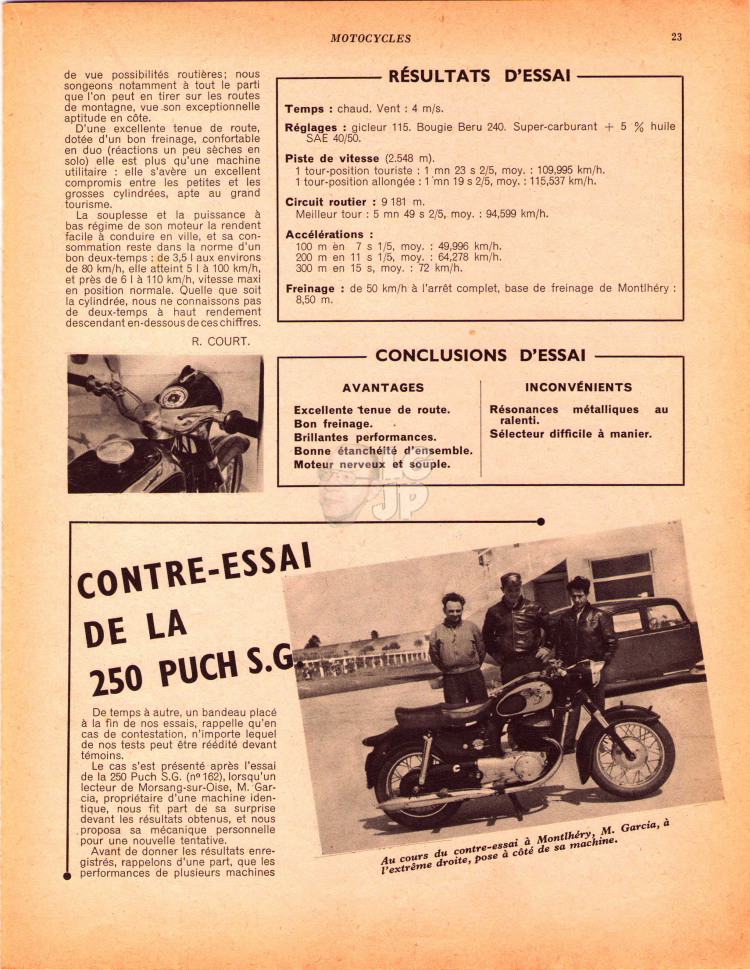 MOTOCYCLES
23
de vue possibilités routières; nous
songeons notamment à tout le parti
que l'on peut en tirer sur les routes
de montagne, vue son exceptionnelle
aptitude en côte.
D'une excellente tenue de route,
dotée d'un bon freinage, confortable
en duo (réactions un peu sèches en
solo) elle est plus qu'une machine
utilitaire : elle s'avère un excellent
compromis entre les petites et les
grosses cylindrées, apte au grand
tourisme.
La souplesse et la puissance à
bas régime de son moteur la rendent
facile à conduire en ville, et sa con-
sommation reste dans la norme d'un
bon deux-temps : de 3,5 l aux environs
de 80 km/h, elle atteint 5 l à 100 km/h,
et près de 6 l à 110 km/h, vitesse maxi
en position normale. Quelle que soit
la cylindrée, nous ne connaissons pas
de deux-temps à haut rendement
descendant en-dessous de ces chiffres.
R. COURT.
RÉSULTATS D'ESSAI
Temps : chaud. Vent : 4 m/s.
Réglages : gicleur 115. Bougie Beru 240. Super-carburant + 5 % huile
SAE 40/50.
Piste de vitesse (2.548 m).
1 tour-position touriste : 1 mn 23 s 2/5, moy. : 109,995 km/h.
1 tour-position allongée : 1 mn 19 s 2/5, moy. : 115,537 km/h.
Circuit routier : 9 181 m.
Meilleur tour : 5 mn 49 s 2/5, moy. : 94,599 km/h.
Accélérations :
100 m en 7 s 1/5, moy. : 49,996 km/h.
200 m en 11 s 1/5, moy. : 64,278 km/h.
300 m en 15 s, moy. : 72 km/h.
Freinage : de 50 km/h à l'arrêt complet, base de freinage de Montlhéry :
8,50 m.
CONCLUSIONS D'ESSAI
AVANTAGES
Excellente tenue de route.
Bon freinage.
Brillantes performances.
Bonne étanchéité d'ensemble.
Moteur nerveux et souple.
INCONVÉNIENTS
Résonances métalliques au
ralenti.
Sélecteur difficile à manier.
JP
CONTRE-ESSAI
DE LA
250 PUCH S.G.
De temps à autre, un bandeau placé
à la fin de nos essais, rappelle qu'en
cas de contestation, n'importe lequel
de nos tests peut être réédité devant
témoins.
Le cas s'est présenté après l'essai
de la 250 Puch S.G. (nº 162), lorsqu'un
lecteur de Morsang-sur-Oise, M. Gar-
cia, propriétaire d'une machine iden-
tique, nous fit part de sa surprise
devant les résultats obtenus, et nous
proposa sa mécanique personnelle
pour une nouvelle tentative.
Avant de donner les résultats enre-
gistrés, rappelons d'une part, que les
performances de plusieurs machines
Au cours du contre-essai à Montlhéry, M. Garcia, à
l'extrême droite, pose à côté de sa machine.